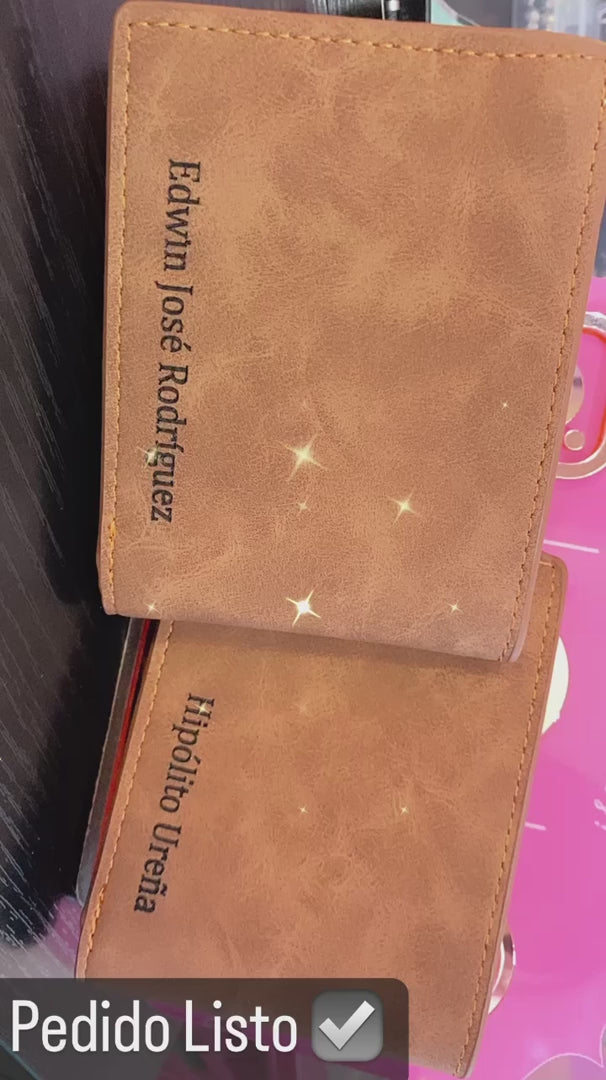 Edwin José Rodríguez
Hipólito Ureña
Pedido Listo ✅